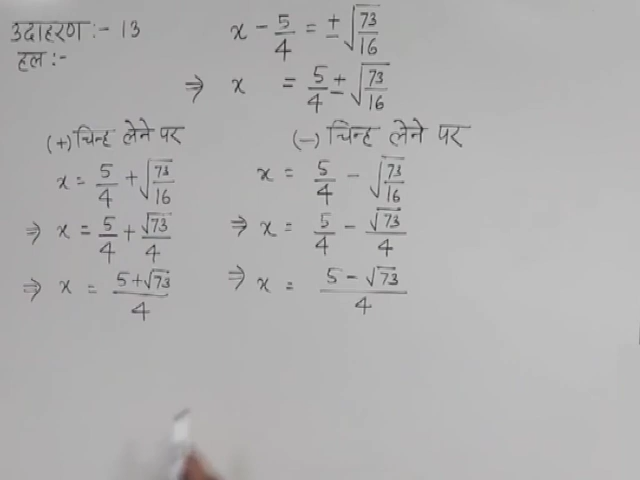 उदाहरण :- 13
हल :-
x - 5/4 = ± √(73/16)
⇒ x = 5/4 ± √(73/16)
(+) चिन्ह लेने पर
x = 5/4 + √(73/16)
⇒ x = 5/4 + √73/4
⇒ x = (5+√73)/4
(-) चिन्ह लेने पर
x = 5/4 - √(73/16)
⇒ x = 5/4 - √73/4
⇒ x = (5 - √73)/4